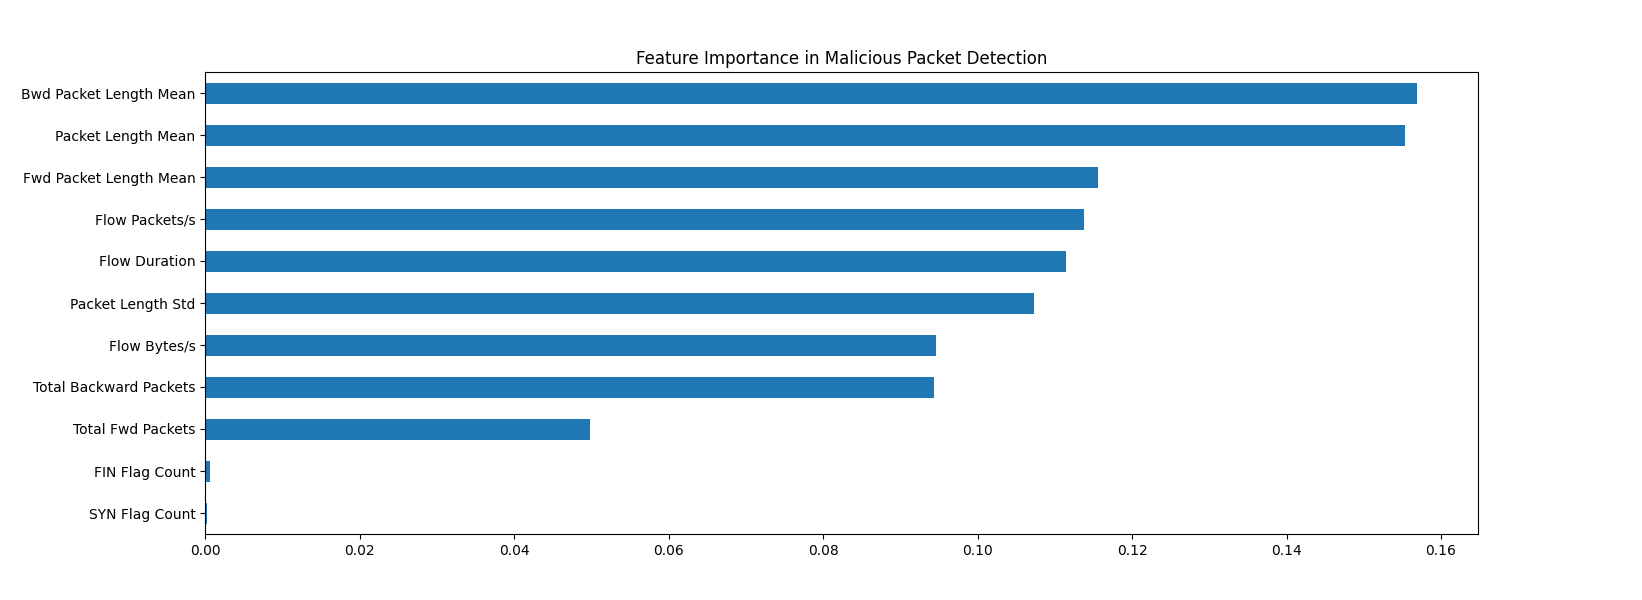 Feature Importance in Malicious Packet Detection
Bwd Packet Length Mean
Packet Length Mean
Fwd Packet Length Mean
Flow Packets/s
Flow Duration
Packet Length Std
Flow Bytes/s
Total Backward Packets
Total Fwd Packets
FIN Flag Count
SYN Flag Count
0.00 0.02 0.04 0.06 0.08 0.10 0.12 0.14 0.16